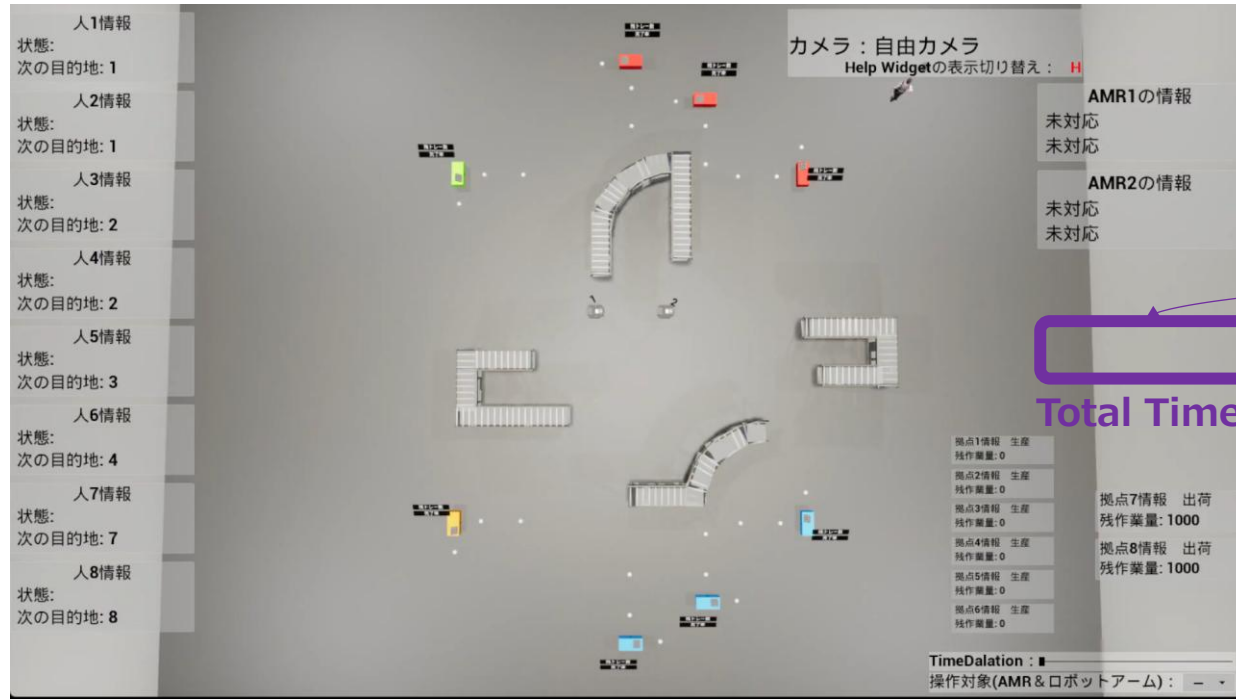 人1情報
状態:
次の目的地: 1
人2情報
状態:
次の目的地: 1
人3情報
状態:
次の目的地: 2
人4情報
状態:
次の目的地: 2
人5情報
状態:
次の目的地: 3
人6情報
状態:
次の目的地: 4
人7情報
状態:
次の目的地: 7
人8情報
状態:
次の目的地: 8
1
2
カメラ：自由カメラ
Help Widgetの表示切り替え： H
AMR1の情報
未対応
未対応
AMR2の情報
未対応
未対応
Total Time
拠点1情報 生産
残作業量: 0
拠点2情報 生産
残作業量: 0
拠点3情報 生産
残作業量: 0
拠点4情報 生産
残作業量: 0
拠点5情報 生産
残作業量: 0
拠点6情報 生産
残作業量: 0
拠点7情報 出荷
残作業量: 1000
拠点8情報 出荷
残作業量: 1000
TimeDalation :
操作対象(AMR＆ロボットアーム)： –